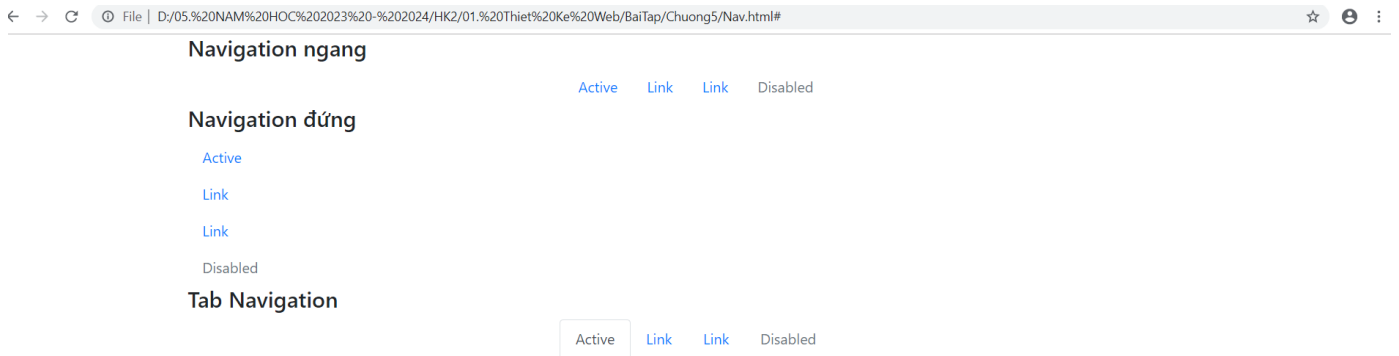 File | D:/05.%20NAM%20HOC%202023%20-%202024/HK2/01.%20Thiet%20Ke%20Web/BaiTap/Chuong5/Nav.html#
Navigation ngang
Active Link Link Disabled
Navigation đứng
Active
Link
Link
Disabled
Tab Navigation
Active Link Link Disabled